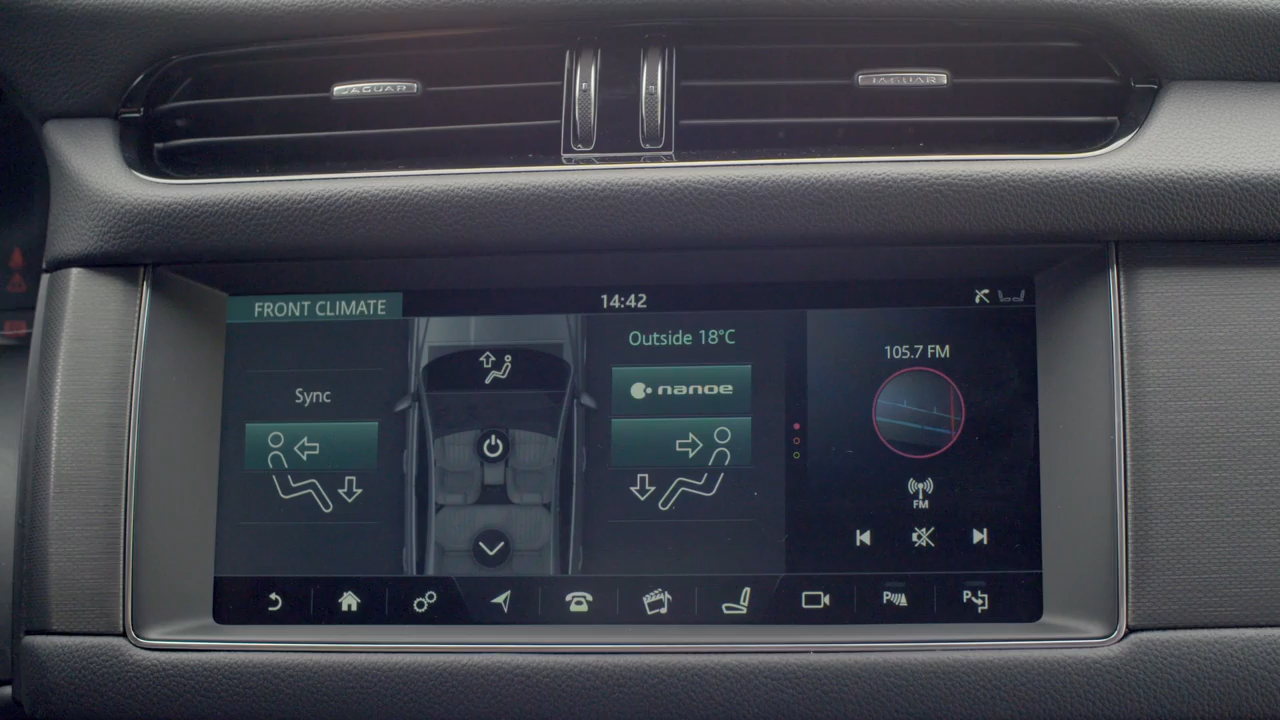 JAGUAR
JAGUAR
FRONT CLIMATE
14:42
Outside 18°C
Sync
nanoe
105.7 FM
FM
P
P